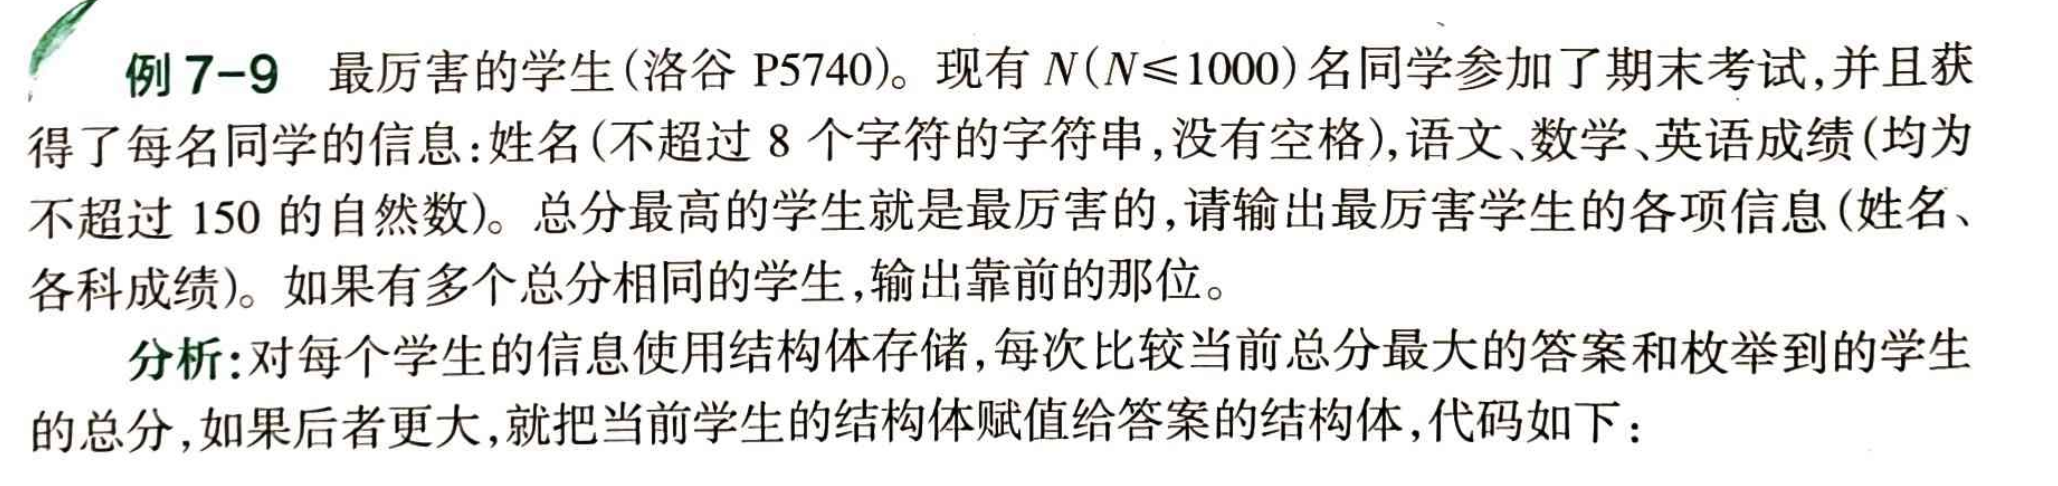 例 7-9 最厉害的学生(洛谷 P5740)。现有 N(N≤1000)名同学参加了期末考试,并且获
得了每名同学的信息:姓名(不超过 8 个字符的字符串,没有空格),语文、数学、英语成绩(均为
不超过 150 的自然数)。总分最高的学生就是最厉害的,请输出最厉害学生的各项信息(姓名、
各科成绩)。如果有多个总分相同的学生,输出靠前的那位。
分析:对每个学生的信息使用结构体存储,每次比较当前总分最大的答案和枚举到的学生
的总分,如果后者更大,就把当前学生的结构体赋值给答案的结构体,代码如下: